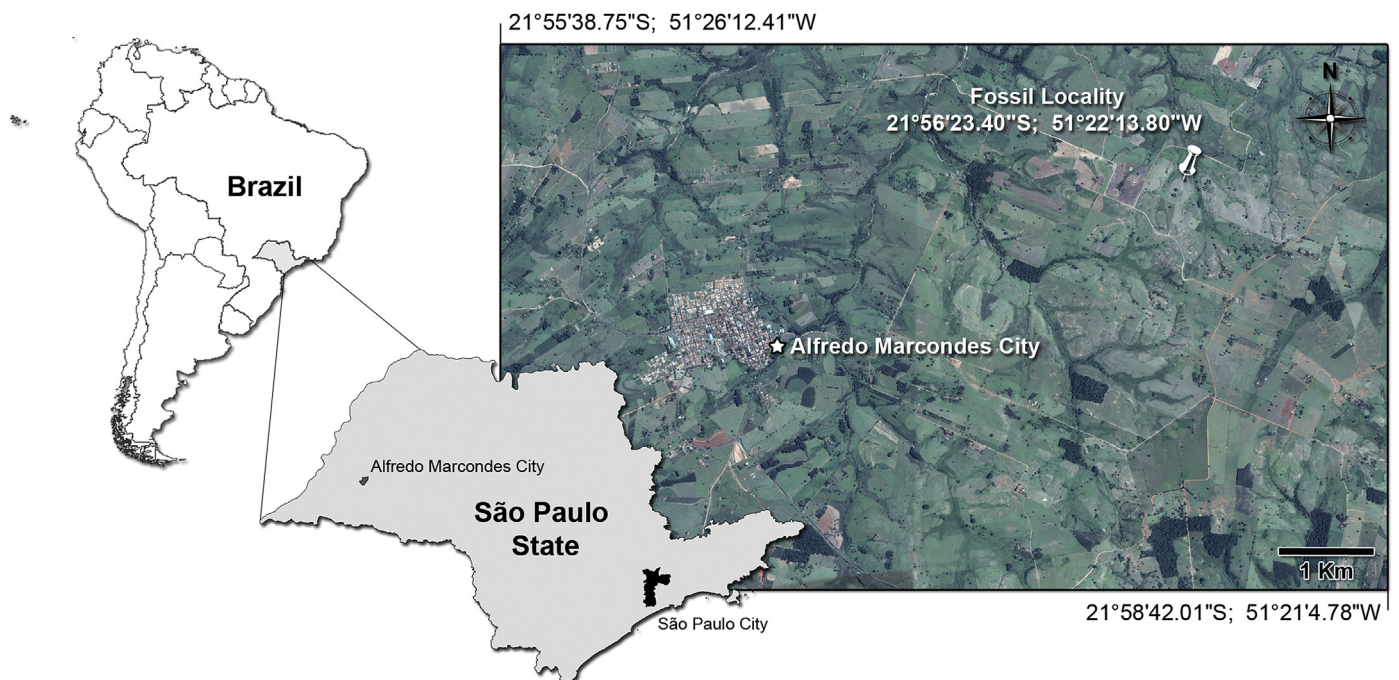 21°55'38.75"S;  51°26'12.41"W
N
Fossil Locality
21°56'23.40"S;  51°22'13.80"W
Brazil
Alfredo Marcondes City
Alfredo Marcondes City
São Paulo
State
1 Km
21°58'42.01"S;  51°21'4.78"W
São Paulo City